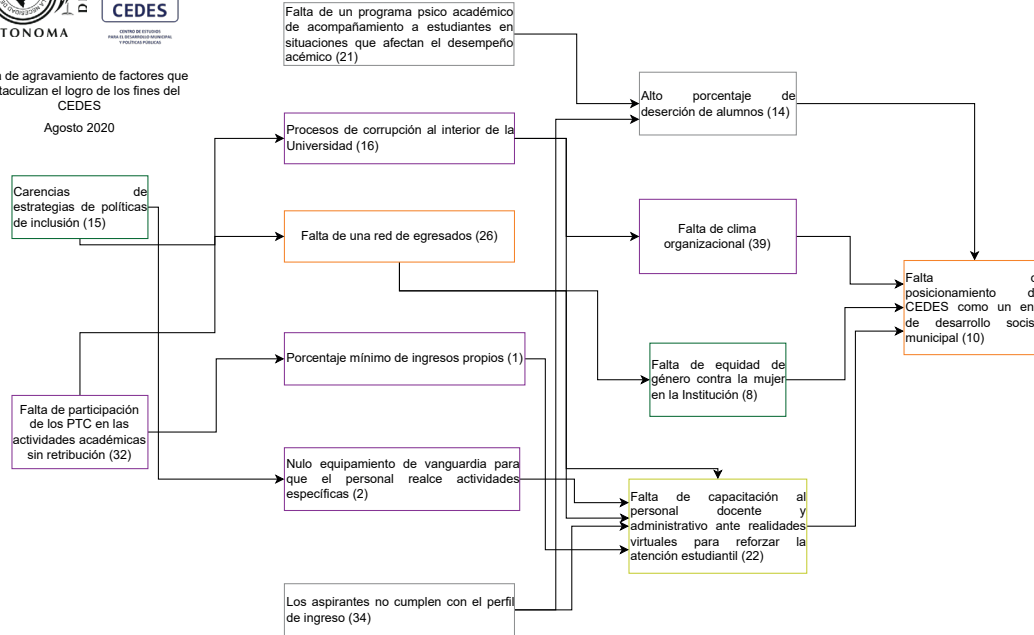 TONOMA
CEDES
CENTRO DE ESTUDIOS
PARA EL DESARROLLO MUNICIPAL
Y POLÍTICAS PÚBLICAS
a de agravamiento de factores que
taculizan el logro de los fines del
CEDES
Agosto 2020
Falta de un programa psico académico
de acompañamiento a estudiantes en
situaciones que afectan el desempeño
acémico (21)
Alto porcentaje de
deserción de alumnos (14)
Procesos de corrupción al interior de la
Universidad (16)
Carencias de
estrategias de políticas
de inclusión (15)
Falta de una red de egresados (26)
Falta de clima
organizacional (39)
Falta d
posicionamiento d
CEDES como un en
de desarrollo socis
municipal (10)
Porcentaje mínimo de ingresos propios (1)
Falta de equidad de
género contra la mujer
en la Institución (8)
Falta de participación
de los PTC en las
actividades académicas
sin retribución (32)
Nulo equipamiento de vanguardia para
que el personal realce actividades
específicas (2)
Falta de capacitación al
personal docente y
administrativo ante realidades
virtuales para reforzar la
atención estudiantil (22)
Los aspirantes no cumplen con el perfil
de ingreso (34)